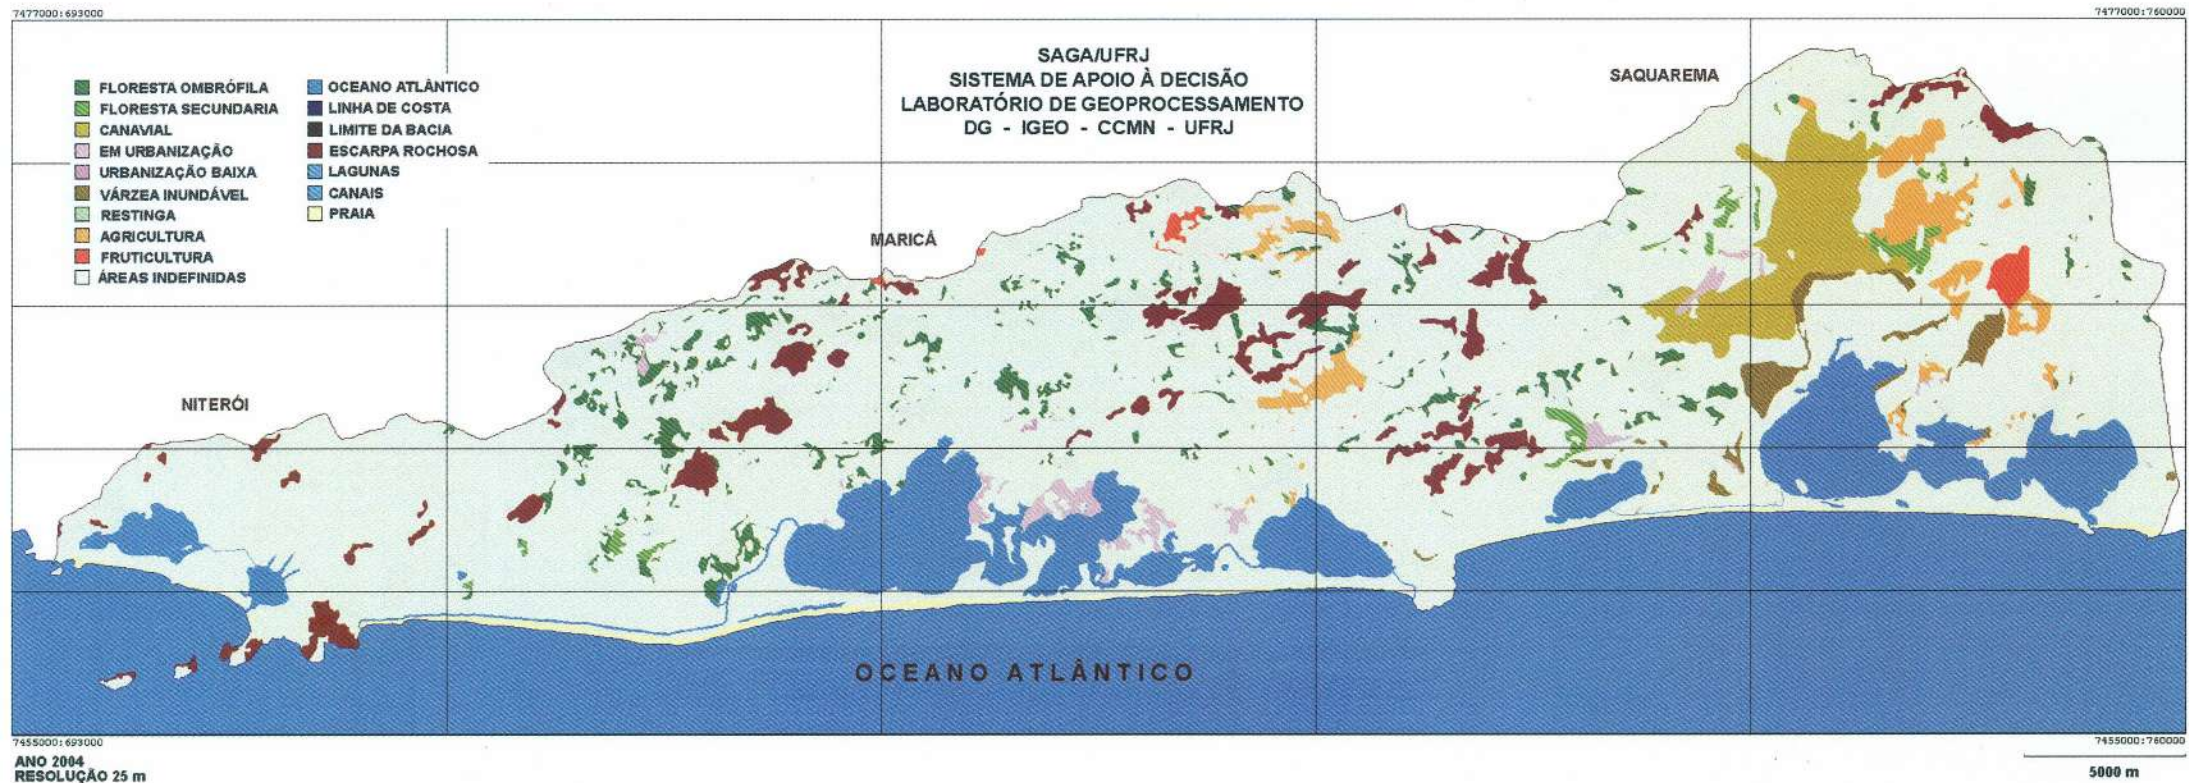 7477000:693000
7477000:760000
SAGA/UFRJ
SISTEMA DE APOIO À DECISÃO
LABORATÓRIO DE GEOPROCESSAMENTO
DG - IGEO - CCMN - UFRJ
FLORESTA OMBRÓFILA
FLORESTA SECUNDARIA
CANAVIAL
EM URBANIZAÇÃO
URBANIZAÇÃO BAIXA
VÁRZEA INUNDÁVEL
RESTINGA
AGRICULTURA
FRUTICULTURA
ÁREAS INDEFINIDAS
OCEANO ATLÂNTICO
LINHA DE COSTA
LIMITE DA BACIA
ESCARPA ROCHOSA
LAGUNAS
CANAIS
PRAIA
SAQUAREMA
MARICÁ
NITERÓI
OCEANO ATLÂNTICO
7455000:693000
7455000:760000
ANO 2004
RESOLUÇÃO 25 m
5000 m